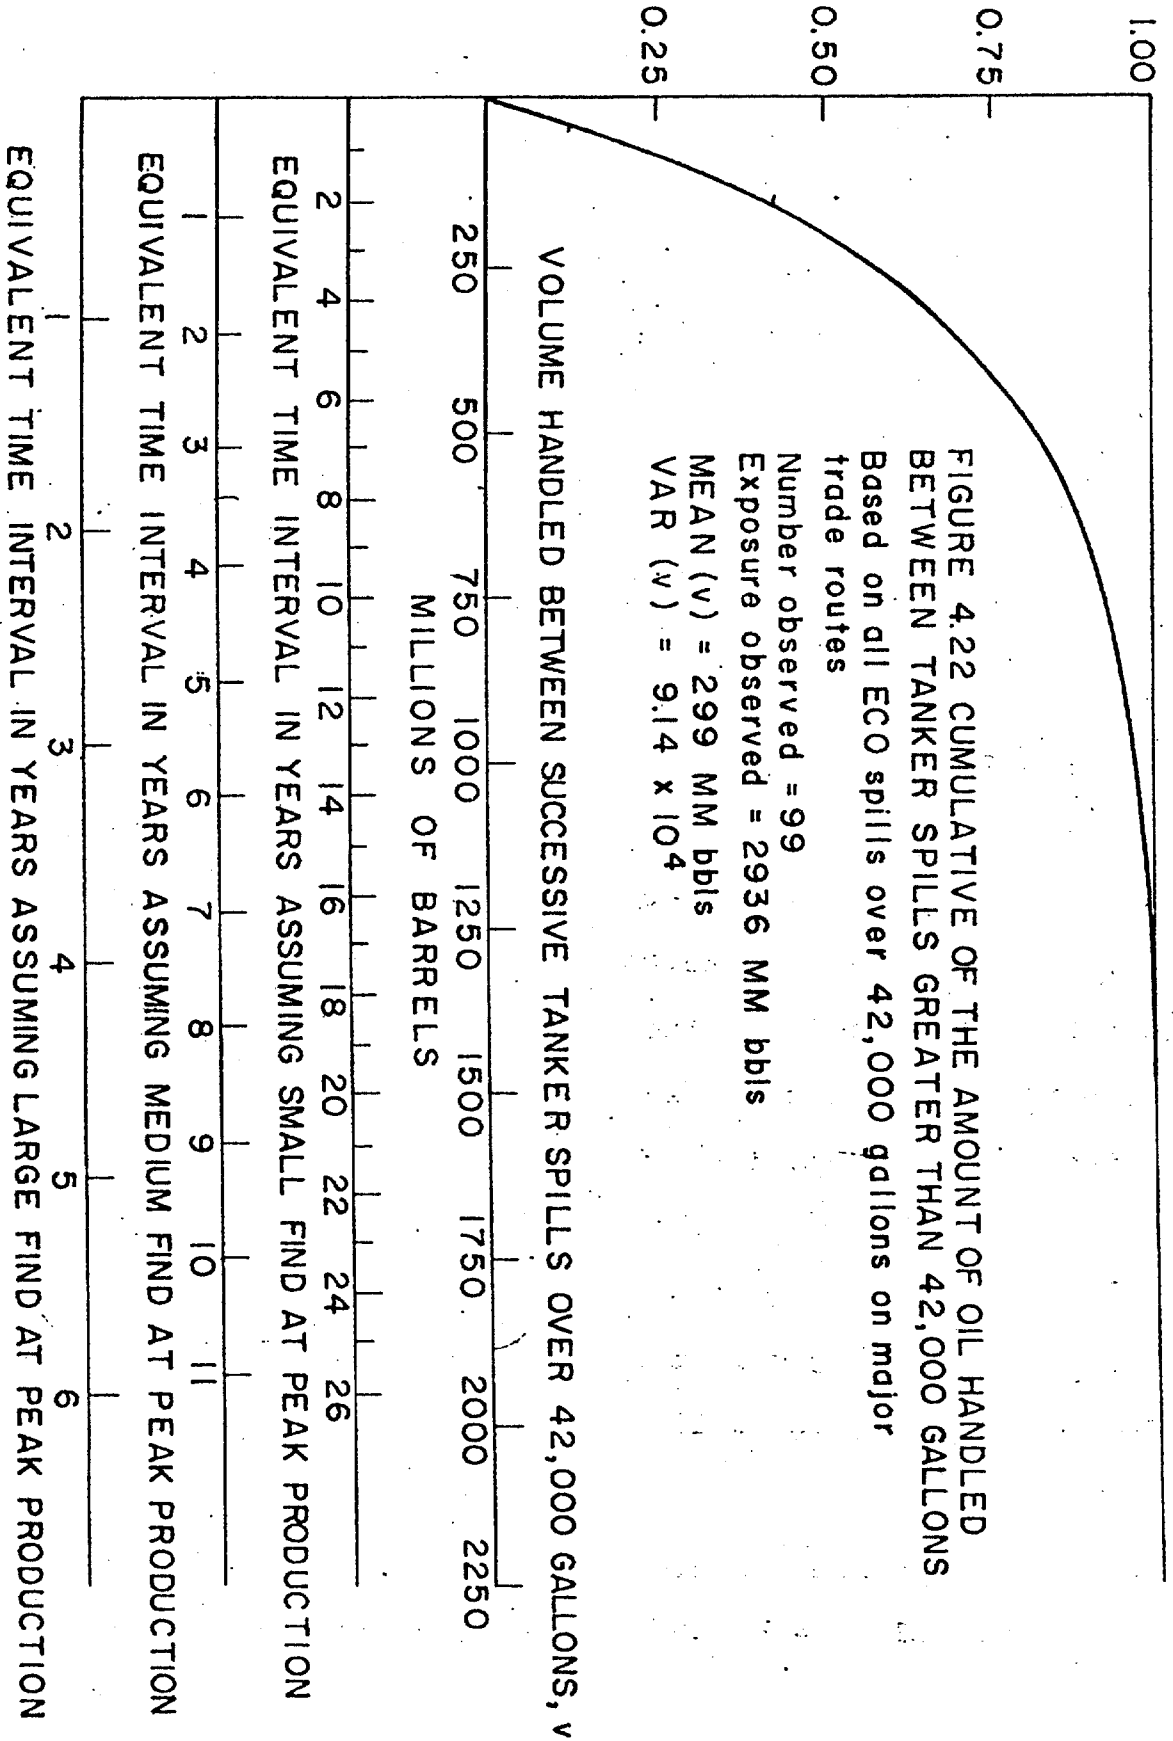 1.00
0.75
0.50
0.25
FIGURE 4.22 CUMULATIVE OF THE AMOUNT OF OIL HANDLED
BETWEEN TANKER SPILLS GREATER THAN 42,000 GALLONS
Based on all ECO spills over 42,000 gallons on major
trade routes
Number observed = 99
Exposure observed = 2936 MM bbls
MEAN (v) = 299 MM bbls
VAR (v) = 9.14 x 10⁴
VOLUME HANDLED BETWEEN SUCCESSIVE TANKER SPILLS OVER 42,000 GALLONS, v
250 500 750 1000 1250 1500 1750 2000 2250
MILLIONS OF BARRELS
2 4 6 8 10 12 14 16 18 20 22 24 26
EQUIVALENT TIME INTERVAL IN YEARS ASSUMING SMALL FIND AT PEAK PRODUCTION
1 2 3 4 5 6 7 8 9 10 11
EQUIVALENT TIME INTERVAL IN YEARS ASSUMING MEDIUM FIND AT PEAK PRODUCTION
1 2 3 4 5 6
EQUIVALENT TIME INTERVAL IN YEARS ASSUMING LARGE FIND AT PEAK PRODUCTION